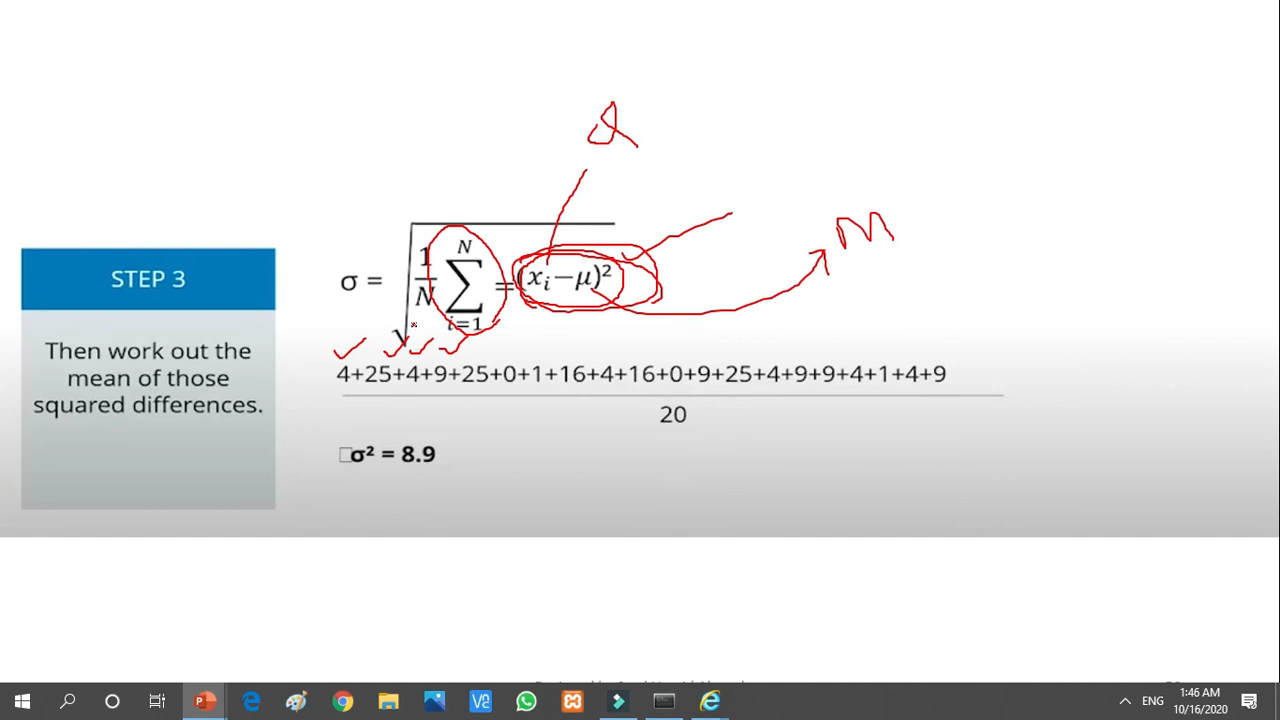 STEP 3
Then work out the
mean of those
squared differences.
M
σ = √ 1/N N ∑ i=1 = (xᵢ−μ)²
4+25+4+9+25+0+1+16+4+16+0+9+25+4+9+9+4+1+4+9
20
σ² = 8.9
ENG
1:46 AM
10/16/2020